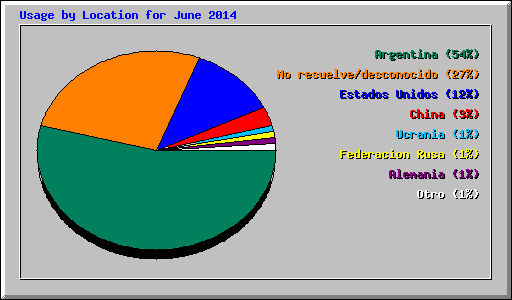 Usage by Location for June 2014
Argentina (54%)
No resuelve/desconocido (27%)
Estados Unidos (12%)
China (3%)
Ucrania (1%)
Federacion Rusa (1%)
Alemania (1%)
Otro (1%)